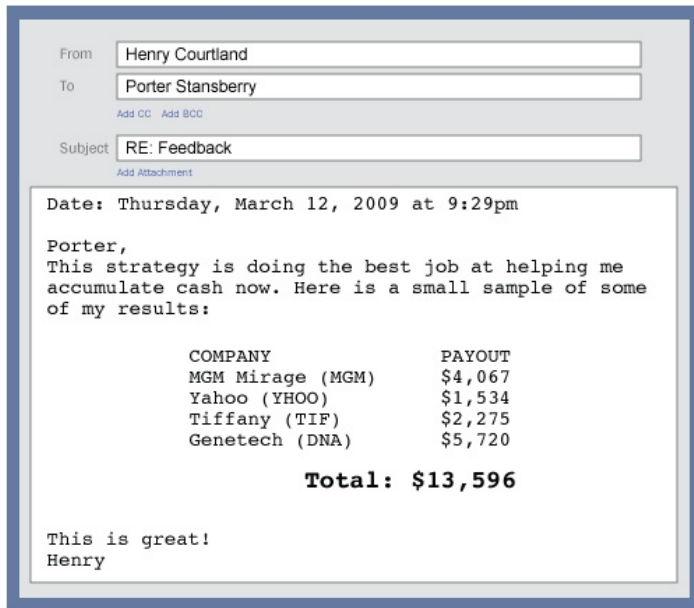 From Henry Courtland
To Porter Stansberry
Add CC Add BCC
Subject RE: Feedback
Add Attachment
Date: Thursday, March 12, 2009 at 9:29pm
Porter,
This strategy is doing the best job at helping me
accumulate cash now. Here is a small sample of some
of my results:
COMPANY PAYOUT
MGM Mirage (MGM) $4,067
Yahoo (YHOO) $1,534
Tiffany (TIF) $2,275
Genetech (DNA) $5,720
Total: $13,596
This is great!
Henry